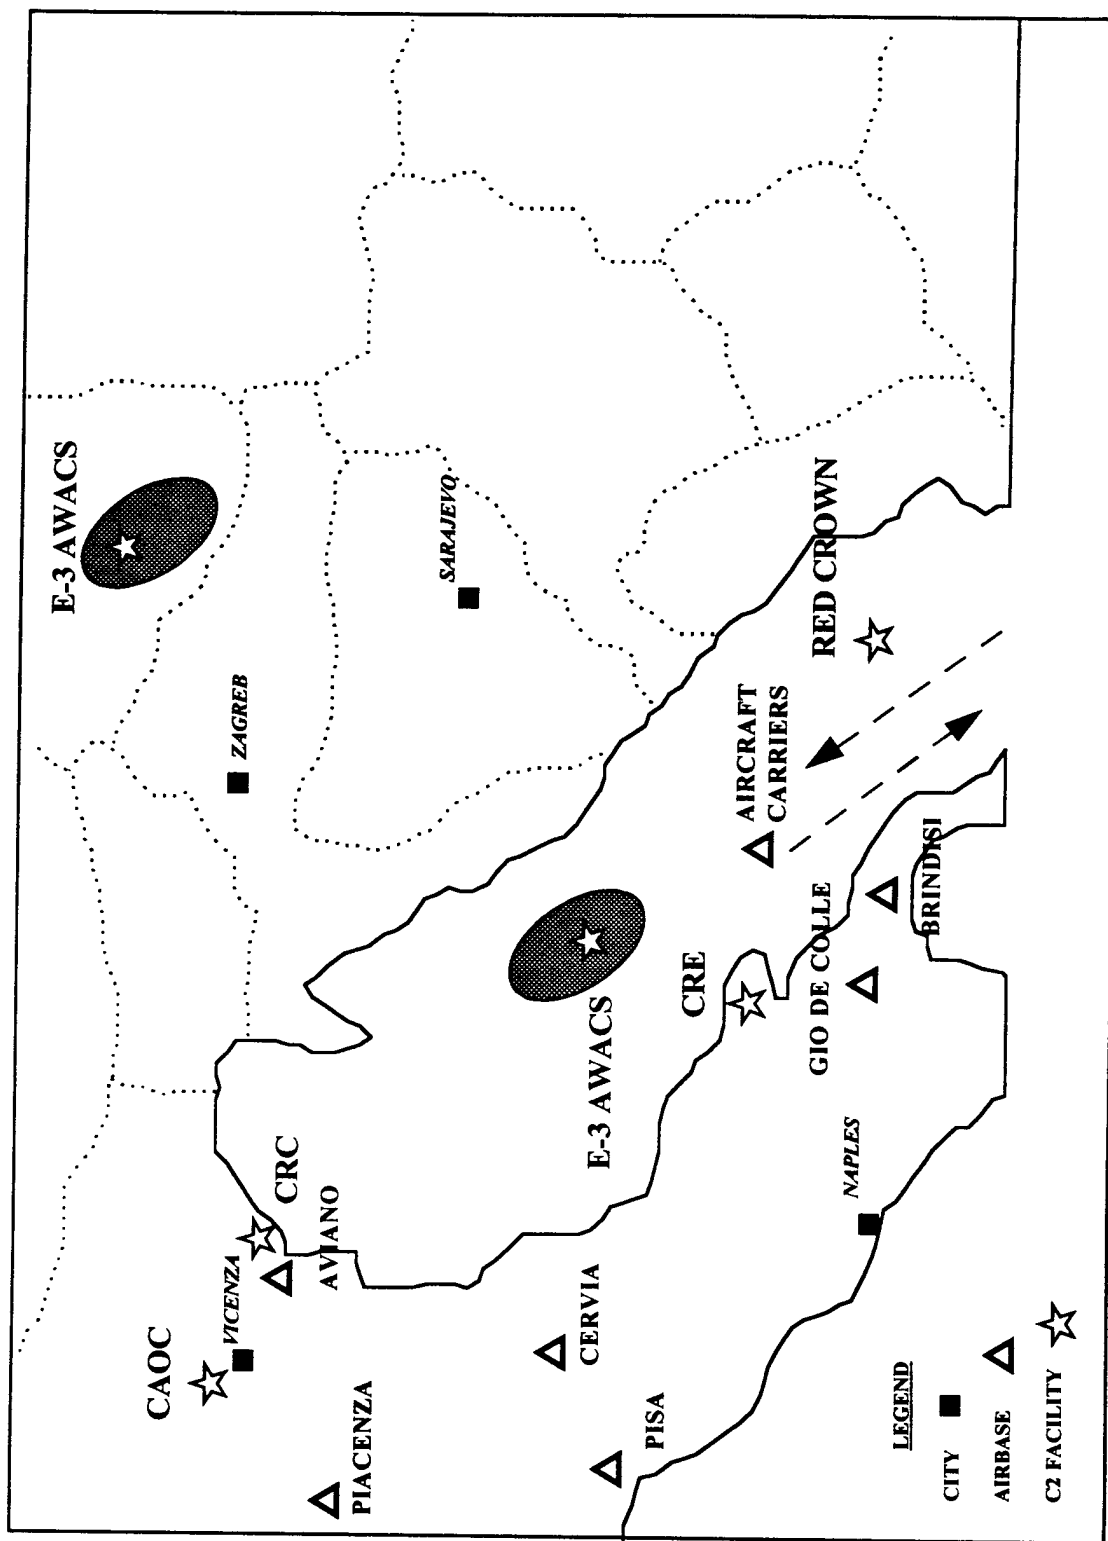 E-3 AWACS
CAOC
VICENZA
CRC
AVIANO
ZAGREB
PIACENZA
SARAJEVO
CERVIA
E-3 AWACS
PISA
CRE
AIRCRAFT
CARRIERS
RED CROWN
GIO DE COLLE
NAPLES
BRINDISI
LEGEND
CITY
AIRBASE
C2 FACILITY